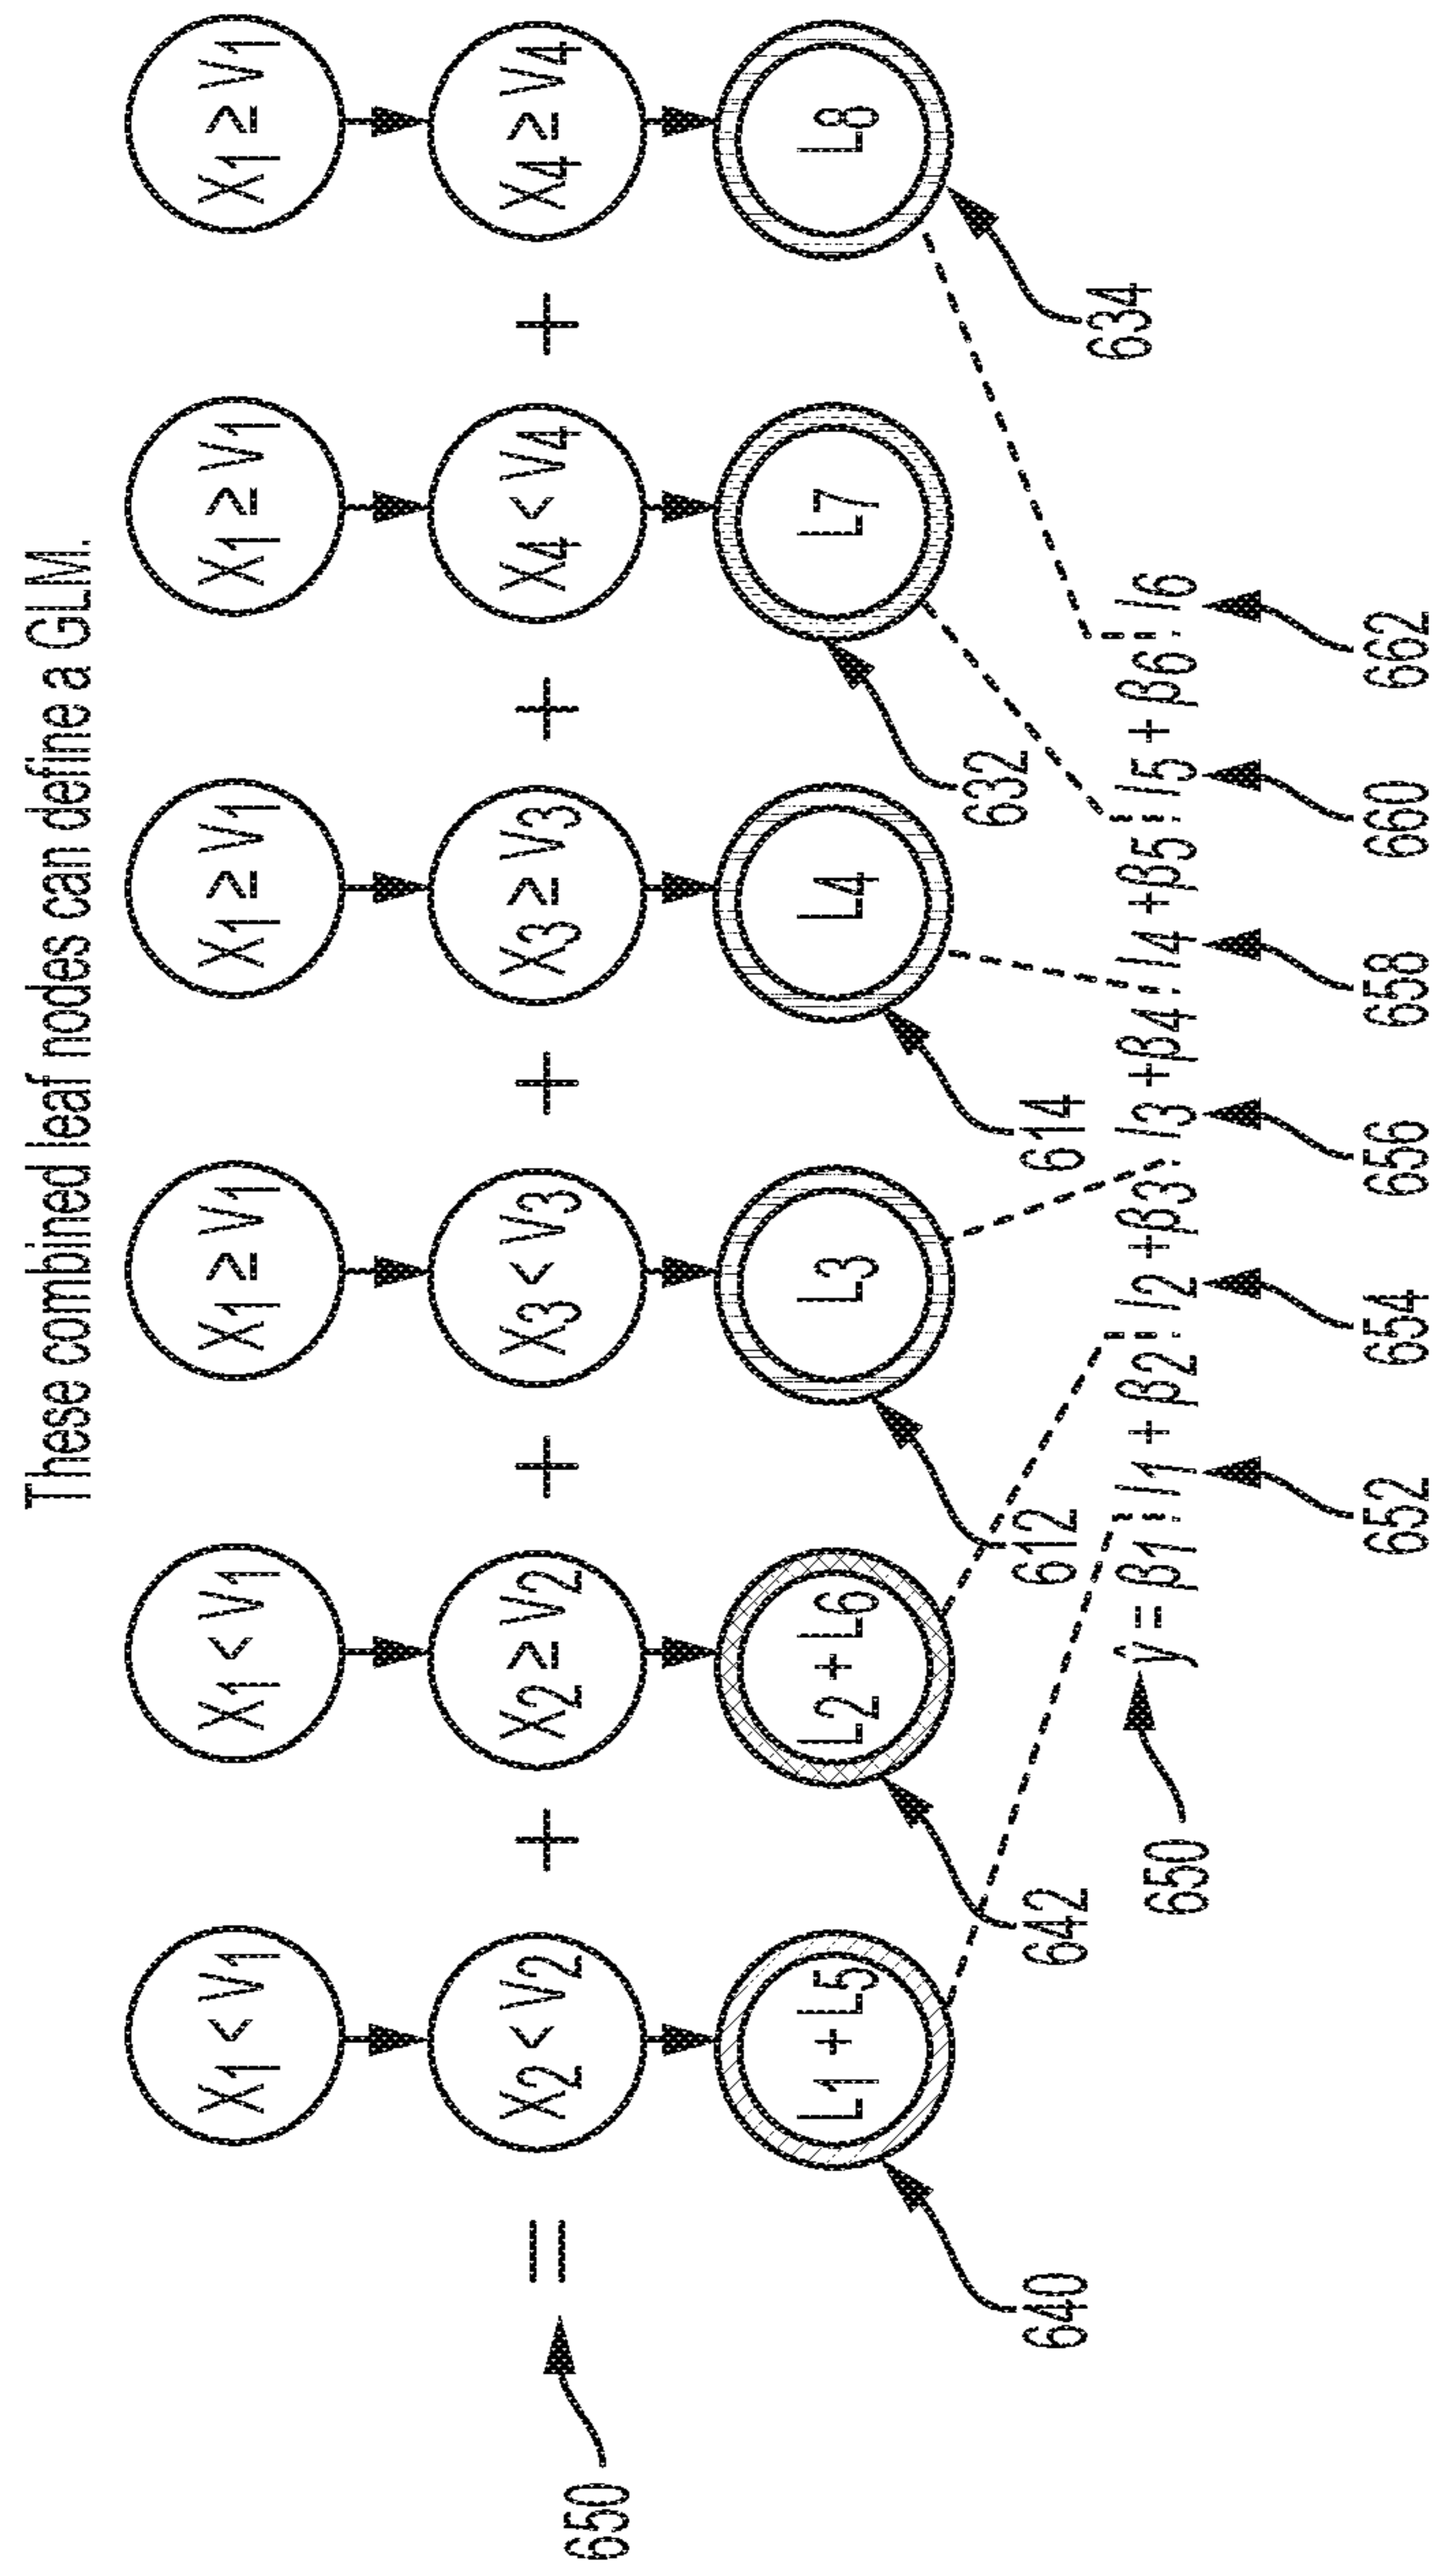 These combined leaf nodes can define a GLM.
X1 < V1 X1 < V1 X1 ≥ V1 X1 ≥ V1 X1 ≥ V1 X1 ≥ V1
650 = X2 < V2 + X2 ≥ V2 + X3 < V3 + X3 ≥ V3 + X4 < V4 + X4 ≥ V4
L1 + L5 L2 + L6 L3 L4 L7 L8
640 642 612 614 632 634
650 ŷ = β1 · l1 + β2 · l2 + β3 · l3 + β4 · l4 + β5 · l5 + β6 · l6
652 654 656 658 660 662